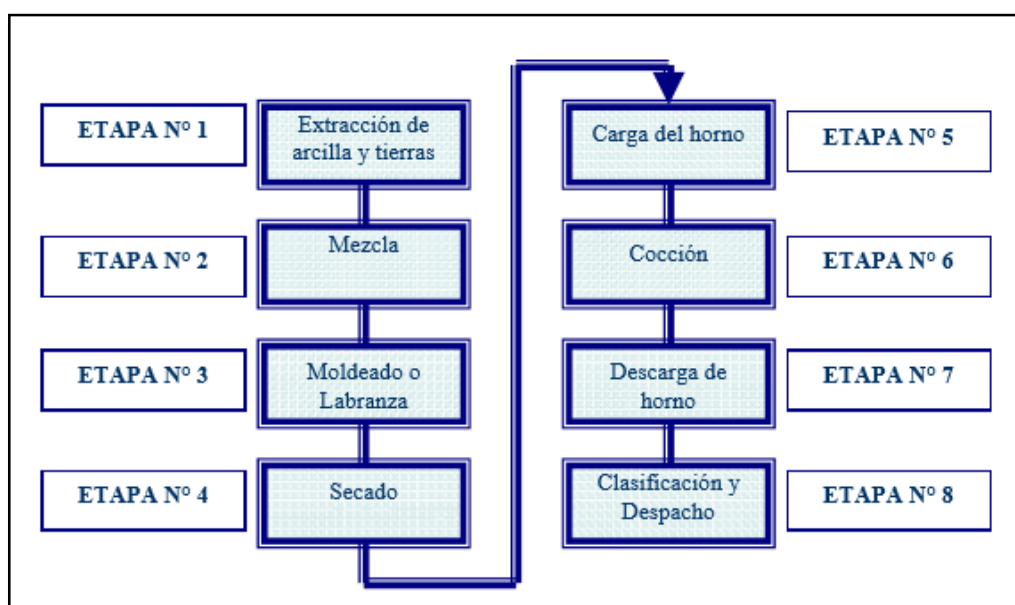 ETAPA Nº 1
Extracción de
arcilla y tierras
ETAPA Nº 2
Mezcla
ETAPA Nº 3
Moldeado o
Labranza
ETAPA Nº 4
Secado
Carga del horno
ETAPA Nº 5
Cocción
ETAPA Nº 6
Descarga de
horno
ETAPA Nº 7
Clasificación y
Despacho
ETAPA Nº 8